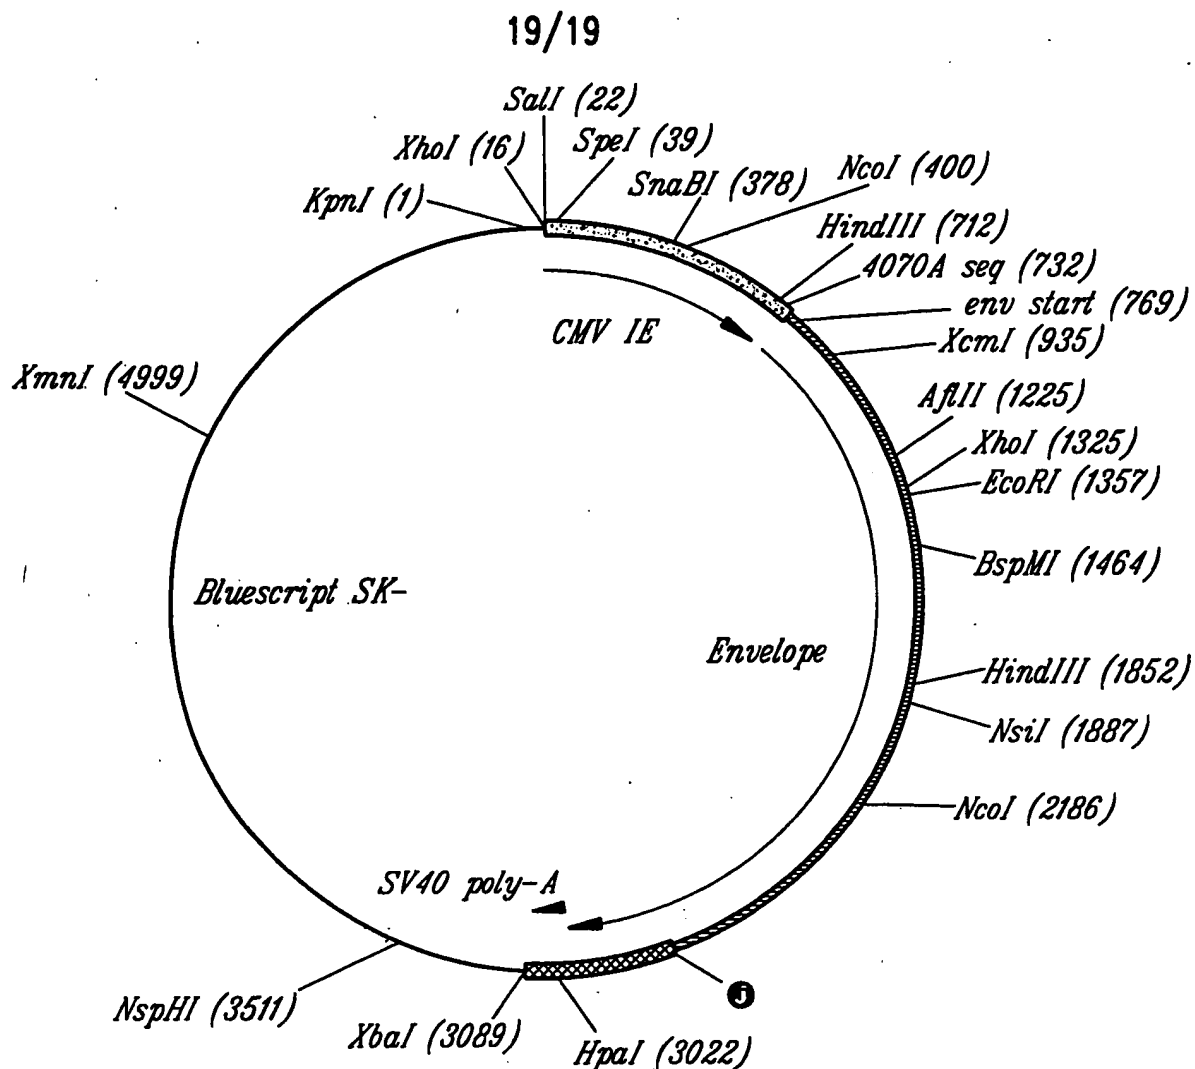 19/19
SalI (22)
XhoI (16)
SpeI (39)
KpnI (1)
SnaBI (378)
NcoI (400)
HindIII (712)
4070A seq (732)
env start (769)
CMV IE
XcmI (935)
XmnI (4999)
AflII (1225)
XhoI (1325)
EcoRI (1357)
BspMI (1464)
Bluescript SK-
Envelope
HindIII (1852)
NsiI (1887)
NcoI (2186)
SV40 poly-A
j
NspHI (3511)
XbaI (3089)
HpaI (3022)